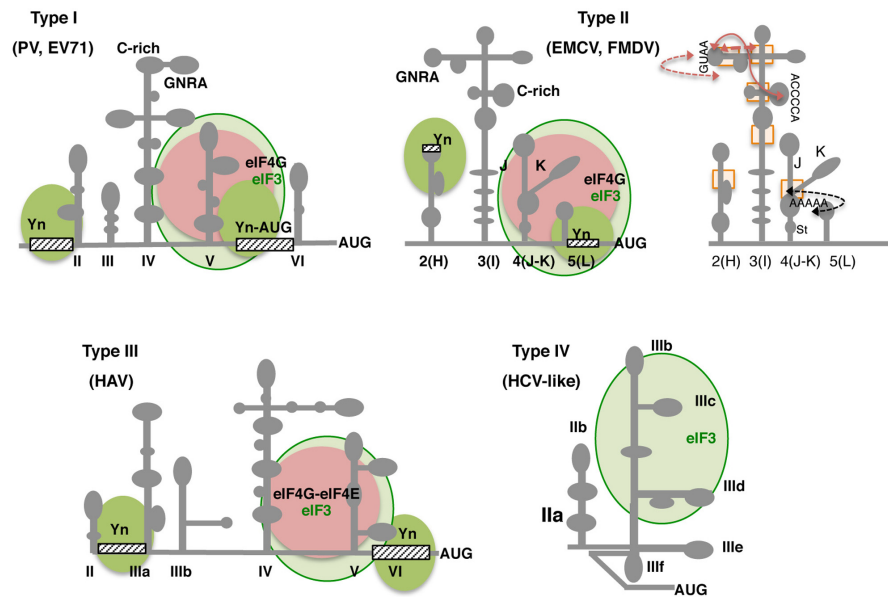 Type I
(PV, EV71)
C-rich
GNRA
eIF4G
eIF3
Yn
Yn-AUG
AUG
II
III
IV
V
VI
Type II
(EMCV, FMDV)
GNRA
C-rich
Yn
J
K
eIF4G
eIF3
Yn
AUG
2(H)
3(I)
4(J-K)
5(L)
GUAA
ACCCCA
J
K
AAAAA
St
2(H)
3(I)
4(J-K)
5(L)
Type III
(HAV)
Yn
eIF4G-eIF4E
eIF3
Yn
AUG
II
IIIa
IIIb
IV
V
VI
Type IV
(HCV-like)
IIIb
IIIc
IIb
eIF3
IIId
IIa
IIIe
IIIf
AUG